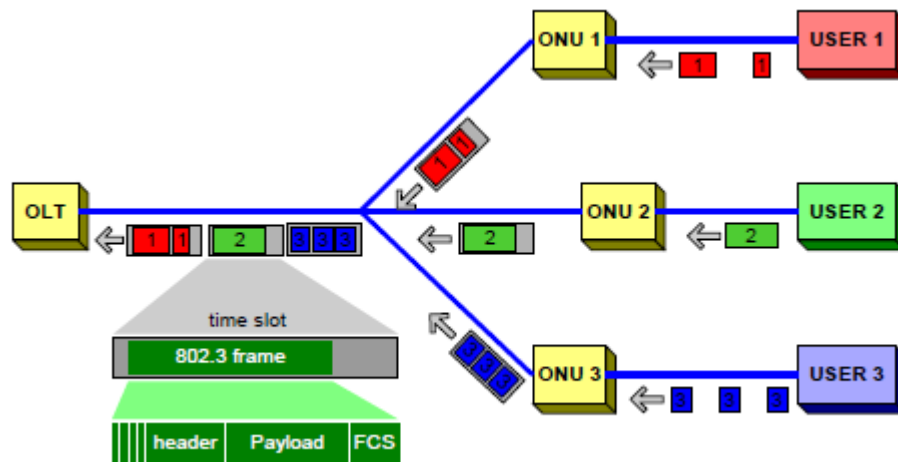 ONU 1
USER 1
1
1
1
1
OLT
ONU 2
USER 2
1
1
2
3
3
3
2
2
time slot
802.3 frame
3
3
3
ONU 3
USER 3
3
3
3
header
Payload
FCS